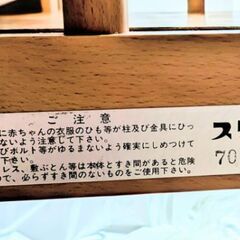 ご注意
に赤ちゃんの衣服のひも等が柱及び金具にひっ
ないよう注意して下さい。
びボルト等がゆるまないよう確実にしめつけて
下さい。
レス、敷ぶとん等は本体とすき間があると危険
ので、必らずすき間のないものをご使用下さい。
ス
70